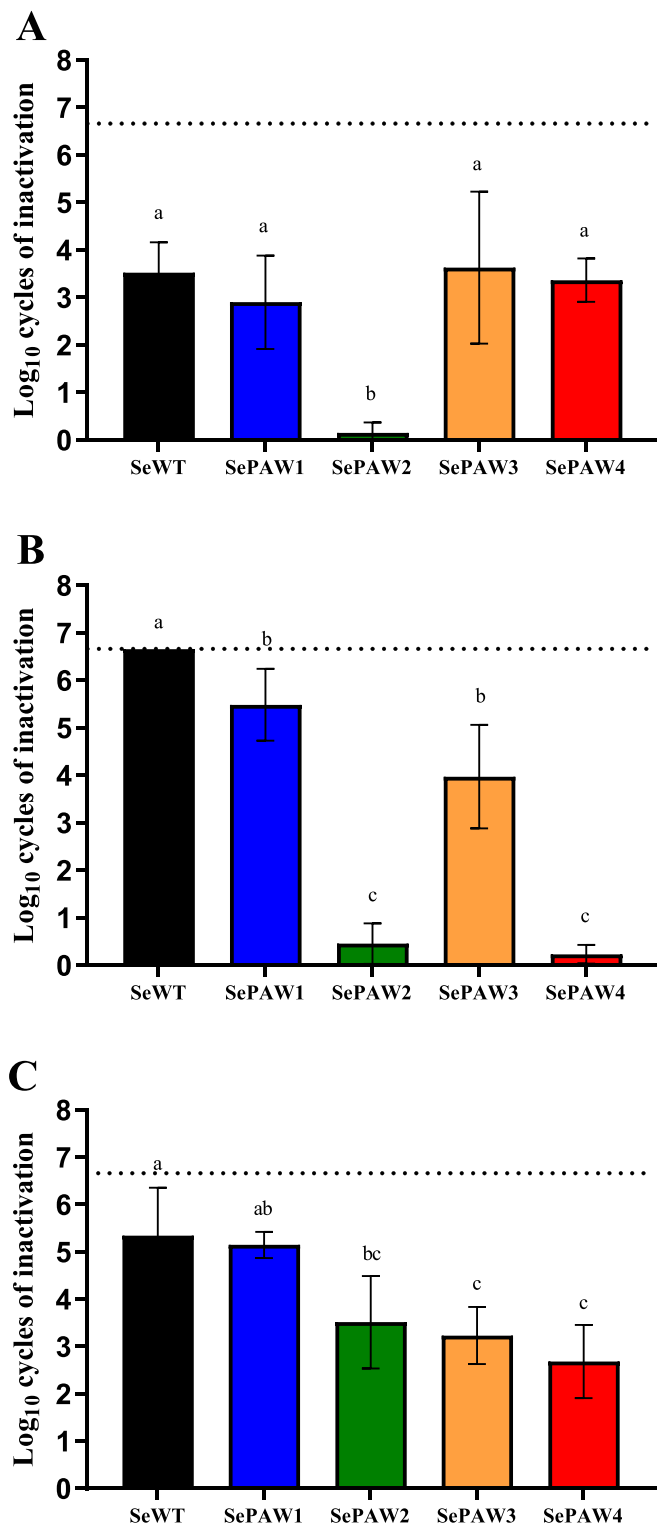 A
Log10 cycles of inactivation
8
7
6
5
4
3
2
1
0
a
a
b
a
a
SeWT SePAW1 SePAW2 SePAW3 SePAW4
B
Log10 cycles of inactivation
8
7
6
5
4
3
2
1
0
a
b
c
b
c
SeWT SePAW1 SePAW2 SePAW3 SePAW4
C
Log10 cycles of inactivation
8
7
6
5
4
3
2
1
0
a
ab
bc
c
c
SeWT SePAW1 SePAW2 SePAW3 SePAW4